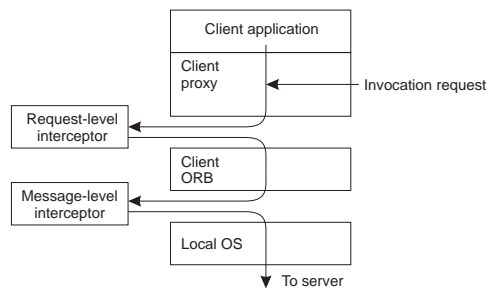 Client application
Client
proxy
Invocation request
Request-level
interceptor
Client
ORB
Message-level
interceptor
Local OS
To server